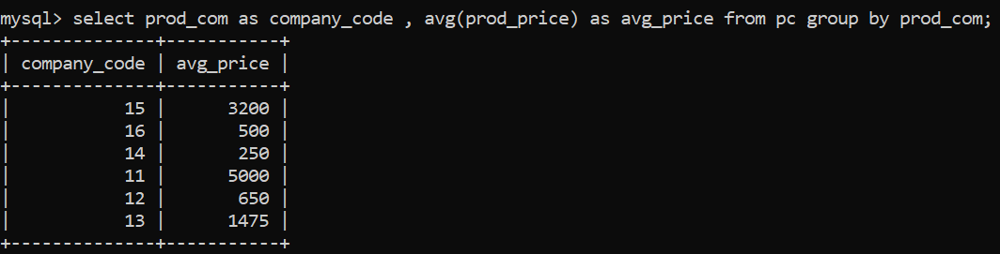 mysql> select prod_com as company_code , avg(prod_price) as avg_price from pc group by prod_com;
+--------------+-----------+
| company_code | avg_price |
+--------------+-----------+
|           15 |      3200 |
|           16 |       500 |
|           14 |       250 |
|           11 |      5000 |
|           12 |       650 |
|           13 |      1475 |
+--------------+-----------+